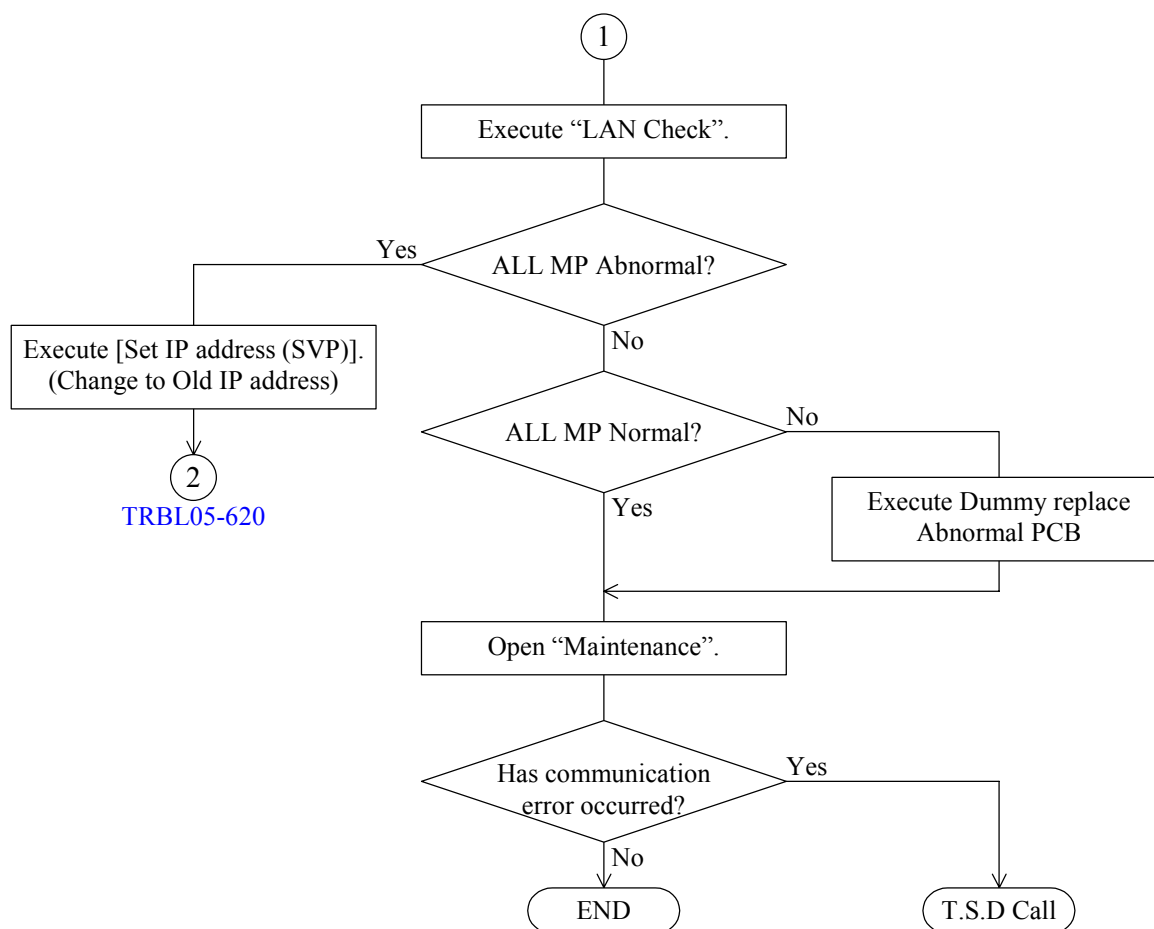 1
Execute “LAN Check”.
Yes
ALL MP Abnormal?
Execute [Set IP address (SVP)].
(Change to Old IP address)
2
TRBL05-620
No
ALL MP Normal?
No
Yes
Execute Dummy replace
Abnormal PCB
Open “Maintenance”.
Has communication
error occurred?
Yes
No
END
T.S.D Call